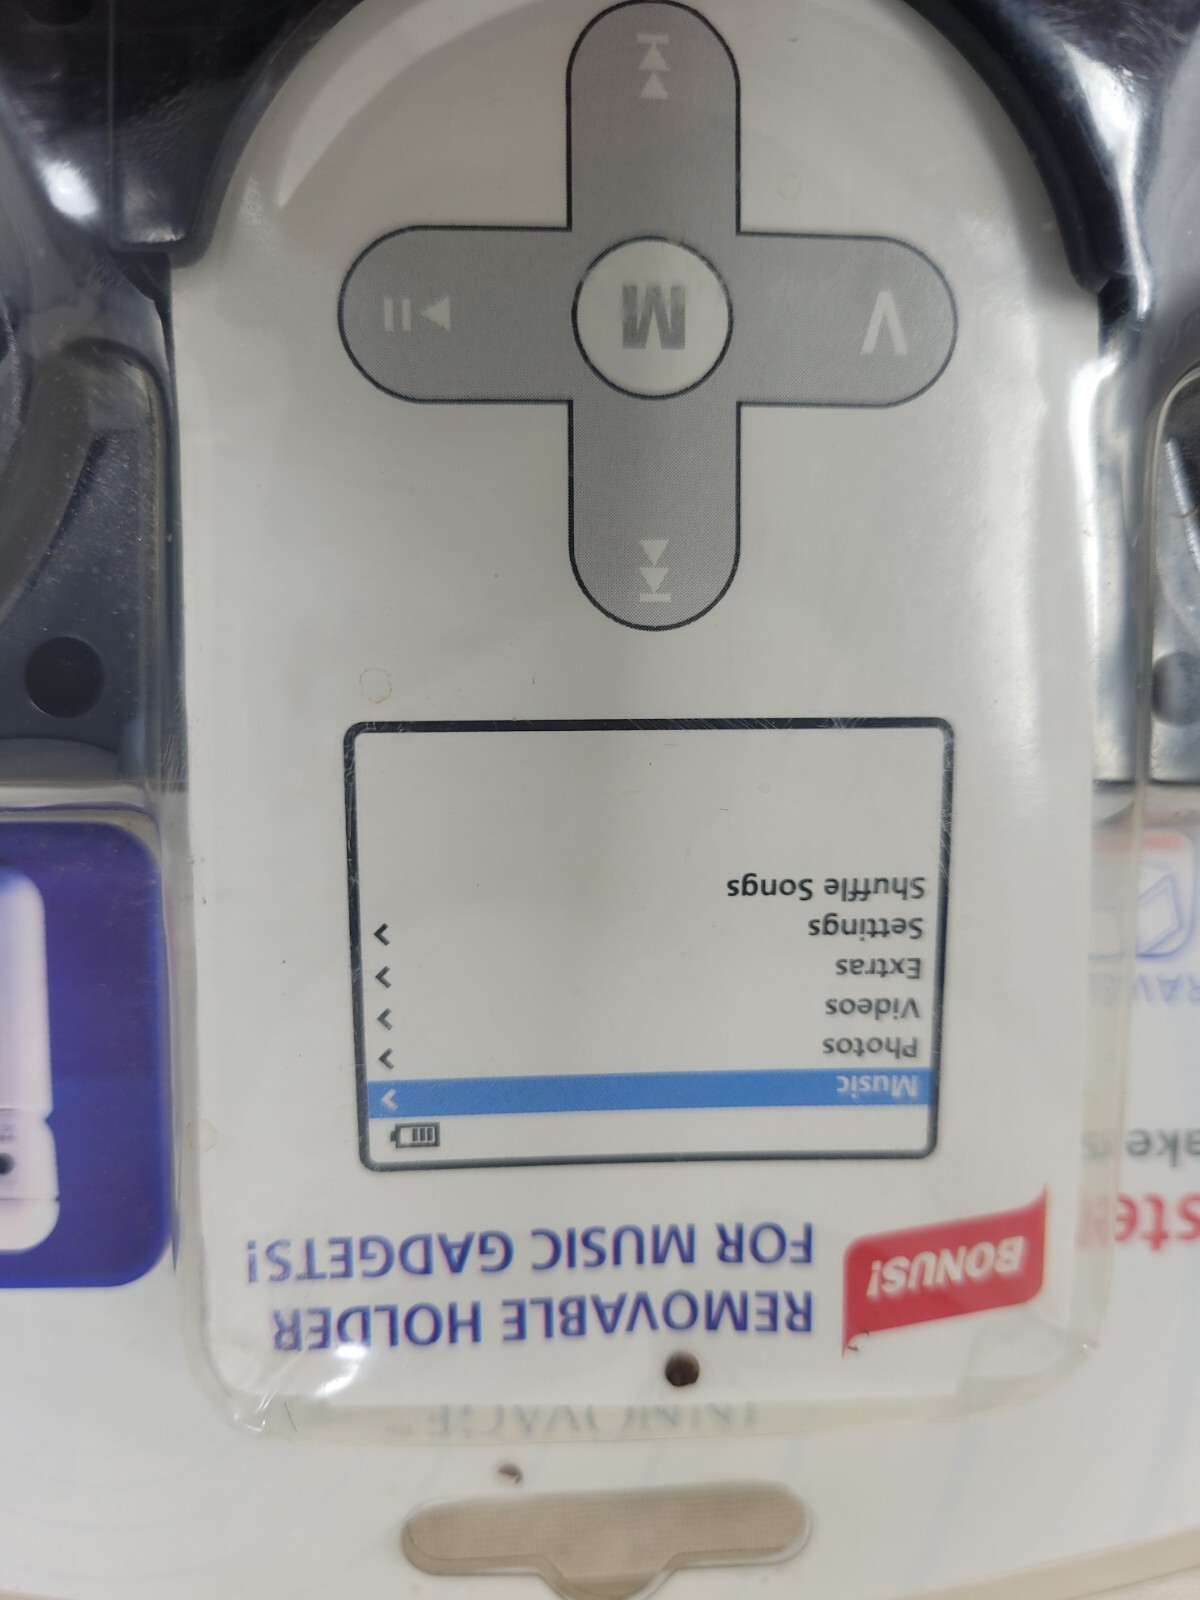 BONUS!
REMOVABLE HOLDER
FOR MUSIC GADGETS!
Music
Photos
Videos
Extras
Settings
Shuffle Songs
M
V